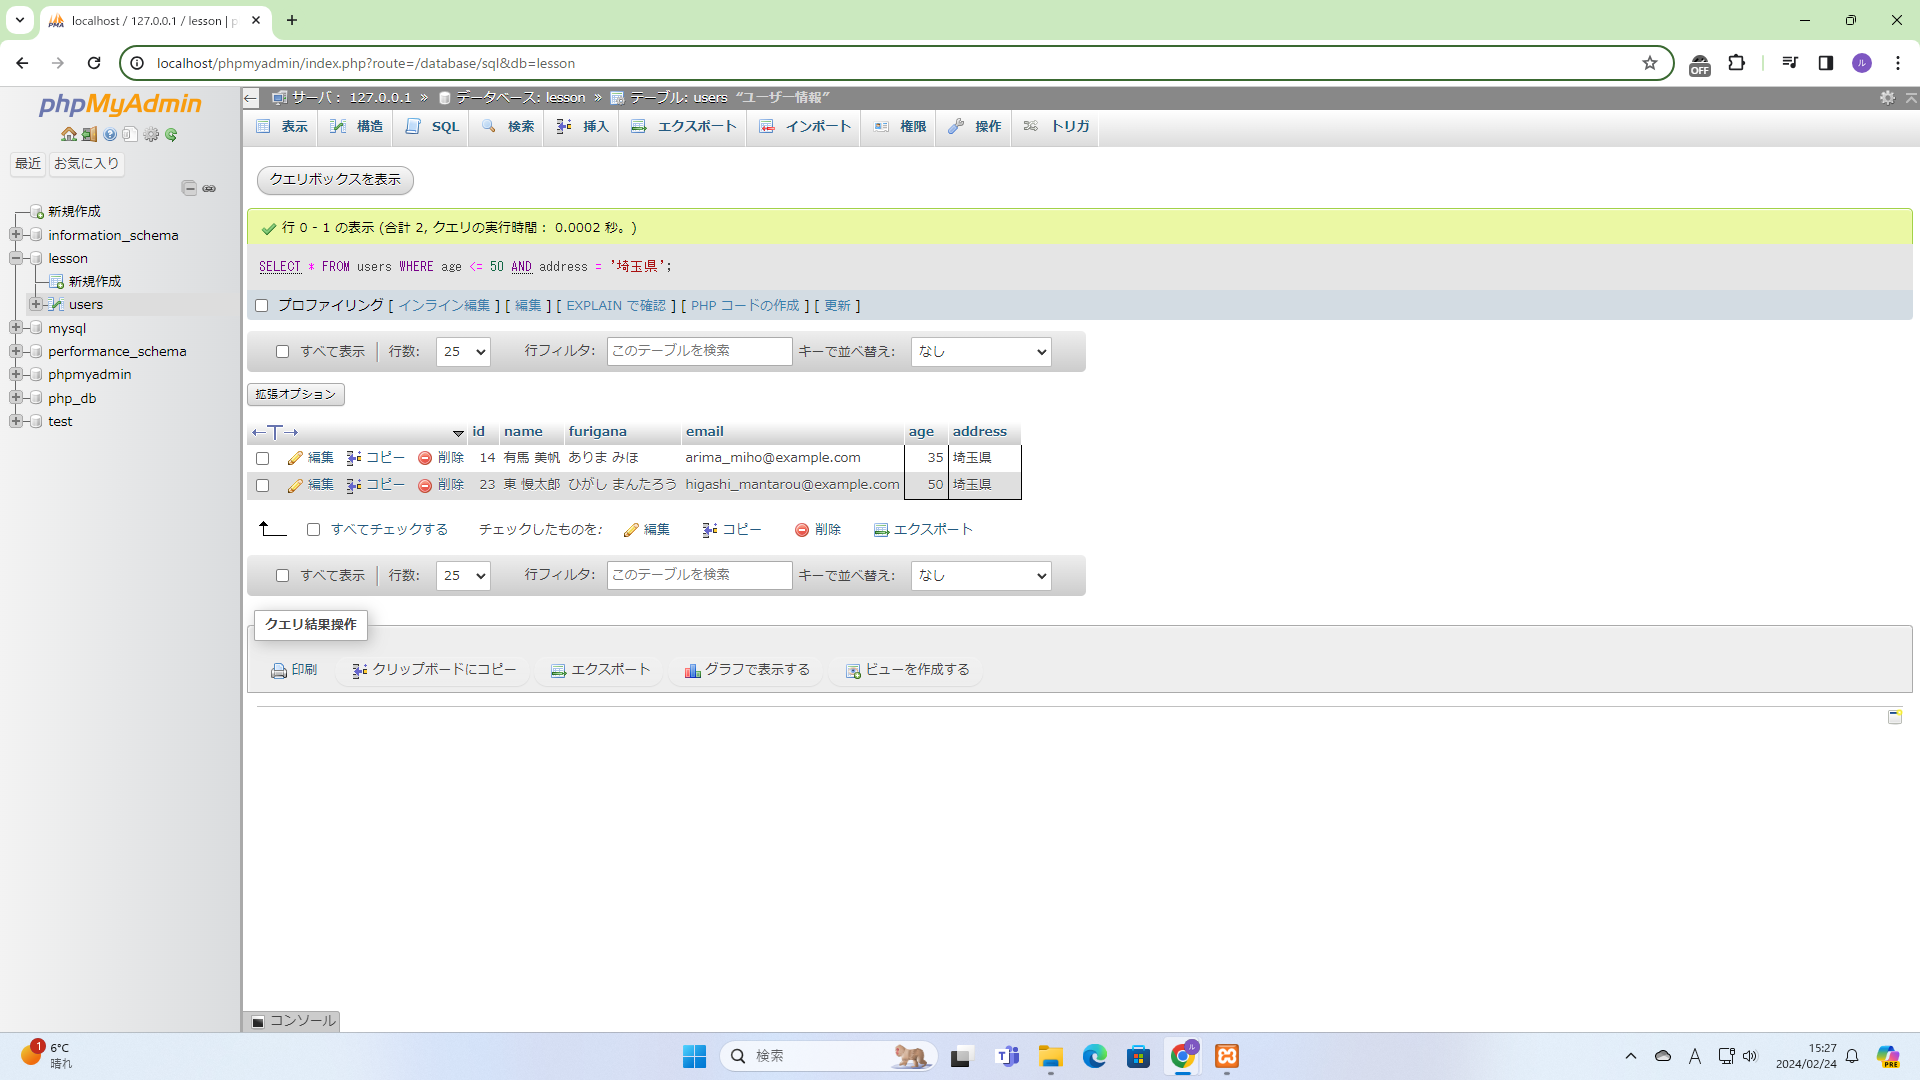 localhost / 127.0.0.1 / lesson | p
localhost/phpmyadmin/index.php?route=/database/sql&db=lesson
OFF
ル
phpMyAdmin
最近 お気に入り
新規作成
information_schema
lesson
新規作成
users
mysql
performance_schema
phpmyadmin
php_db
test
サーバ: 127.0.0.1 » データベース: lesson » テーブル: users "ユーザー情報"
表示 構造 SQL 検索 挿入 エクスポート インポート 権限 操作 トリガ
クエリボックスを表示
行 0 - 1 の表示 (合計 2, クエリの実行時間: 0.0002 秒。)
SELECT * FROM users WHERE age <= 50 AND address = '埼玉県';
プロファイリング [ インライン編集 ] [ 編集 ] [ EXPLAIN で確認 ] [ PHP コードの作成 ] [ 更新 ]
すべて表示 行数: 25 行フィルタ: このテーブルを検索 キーで並べ替え: なし
拡張オプション
←T→ id name furigana email age address
編集 コピー 削除 14 有馬 美帆 ありま みほ arima_miho@example.com 35 埼玉県
編集 コピー 削除 23 東 慢太郎 ひがし まんたろう higashi_mantarou@example.com 50 埼玉県
すべてチェックする チェックしたものを: 編集 コピー 削除 エクスポート
すべて表示 行数: 25 行フィルタ: このテーブルを検索 キーで並べ替え: なし
クエリ結果操作
印刷 クリップボードにコピー エクスポート グラフで表示する ビューを作成する
コンソール
1
6°C
晴れ
検索
A
15:27
2024/02/24
PRE